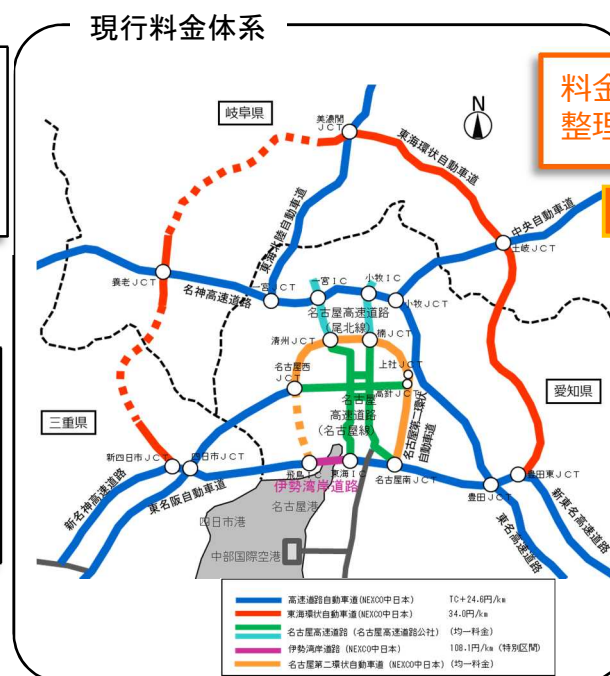 現行料金体系
料金
整理
岐阜県
N
美濃関
JCT
東海環状自動車道
中央自動車道
土岐JCT
東海北陸自動車道
養老JCT
名神高速道路
一宮JCT
一宮IC
小牧IC
小牧JCT
名古屋高速道路
(尾北線)
清州JCT
楠JCT
名古屋西
JCT
上社JCT
高針JCT
名古屋
高速道路
(名古屋線)
名古屋第二環状
自動車道
愛知県
三重県
新四日市JCT
四日市JCT
飛島IC
東海IC
伊勢湾岸道路
名古屋南JCT
豊田JCT
豊田東JCT
新名神高速道路
東名阪自動車道
四日市港
名古屋港
中部国際空港
東名高速道路
新東名高速道路
高速道路自動車道(NEXCO中日本) TC+24.6円/km
東海環状自動車道(NEXCO中日本) 34.0円/km
名古屋高速道路(名古屋高速道路公社) (均一料金)
伊勢湾岸道路 (NEXCO中日本) 108.1円/km (特別区間)
名古屋第二環状自動車道 (NEXCO中日本) (均一料金)